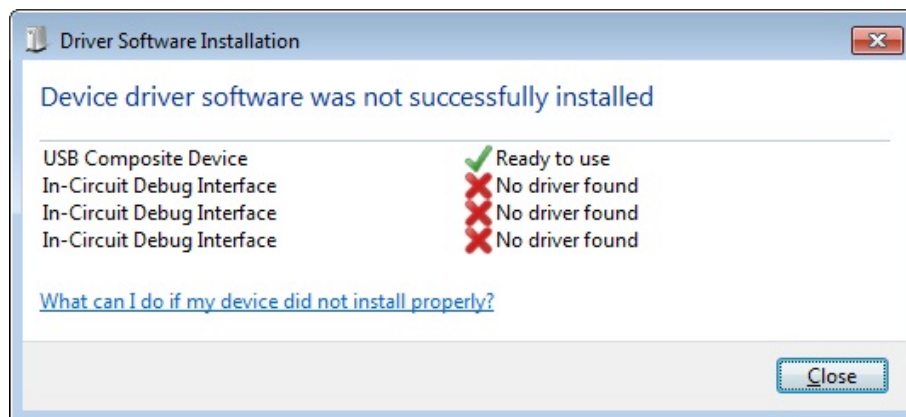 Driver Software Installation
Device driver software was not successfully installed
USB Composite Device Ready to use
In-Circuit Debug Interface No driver found
In-Circuit Debug Interface No driver found
In-Circuit Debug Interface No driver found
What can I do if my device did not install properly?
Close